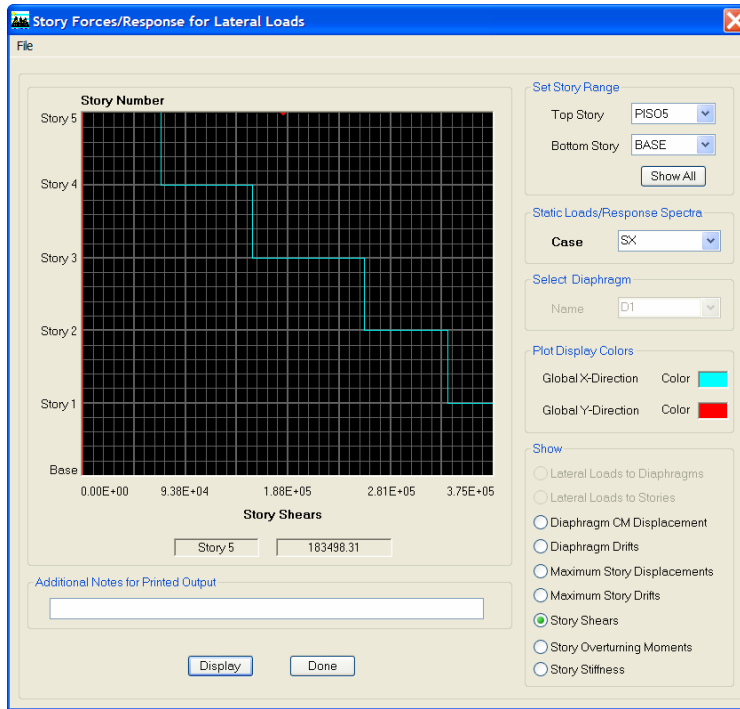 Story Forces/Response for Lateral Loads
File
Story Number
Story 5
Story 4
Story 3
Story 2
Story 1
Base
0.00E+00 9.38E+04 1.88E+05 2.81E+05 3.75E+05
Story Shears
Story 5 183498.31
Additional Notes for Printed Output
Display Done
Set Story Range
Top Story PISO5
Bottom Story BASE
Show All
Static Loads/Response Spectra
Case SX
Select Diaphragm
Name D1
Plot Display Colors
Global X-Direction Color
Global Y-Direction Color
Show
Lateral Loads to Diaphragms
Lateral Loads to Stories
Diaphragm CM Displacement
Diaphragm Drifts
Maximum Story Displacements
Maximum Story Drifts
Story Shears
Story Overturning Moments
Story Stiffness